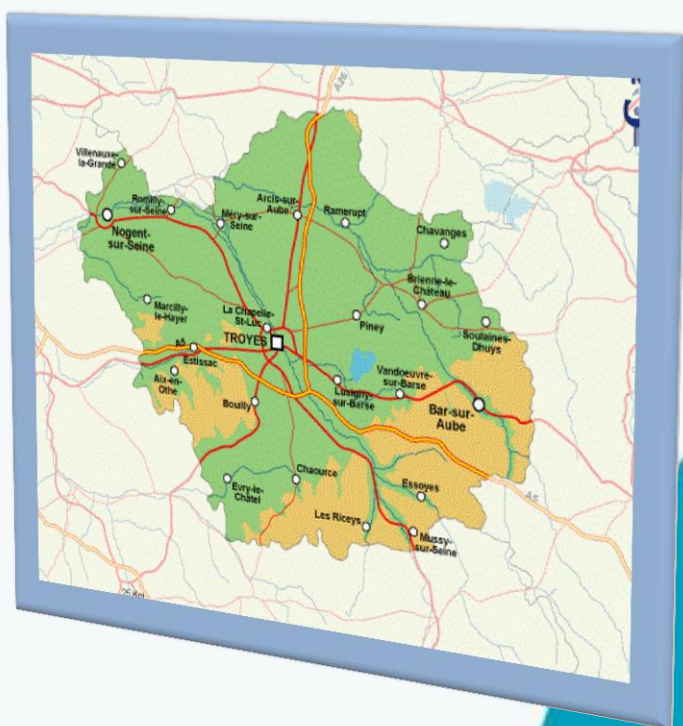 A26
Villenauxe-
la-Grande
Romilly-
sur-Seine
Nogent-
sur-Seine
Méry-sur-
Seine
Arcis-sur-
Aube
Ramerupt
Chavanges
Brienne-le-
Château
Marcilly-
le-Hayer
La Chapelle-
St-Luc
TROYES
Piney
Soulaines-
Dhuys
A5
Estissac
Aix-en-
Othe
Bouilly
Lusigny-
sur-Barse
Vandoeuvre-
sur-Barse
Bar-sur-
Aube
Evry-le-
Châtel
Chaource
Essoyes
Les Riceys
Mussy-
sur-Seine
A5
25 Km